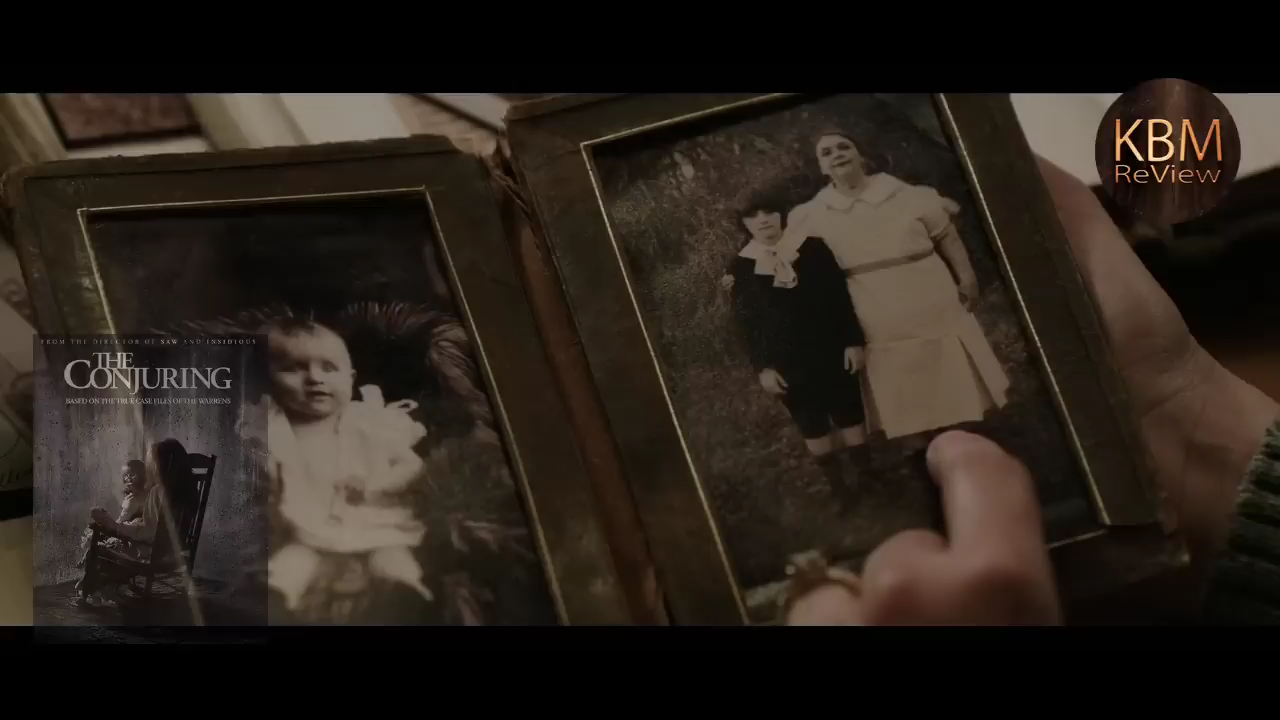 KBM
ReView
FROM THE DIRECTOR OF SAW AND INSIDIOUS
THE
CONJURING
BASED ON THE TRUE CASE FILES OF THE WARRENS